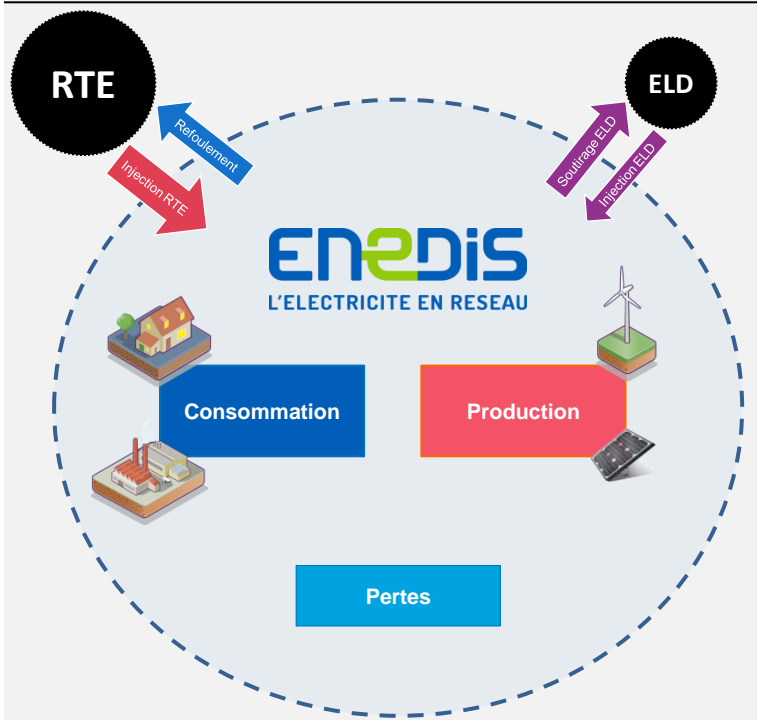 RTE
ELD
Refoulement
Injection RTE
Soutirage ELD
Injection ELD
ENEDIS
L'ELECTRICITE EN RESEAU
Consommation
Production
Pertes